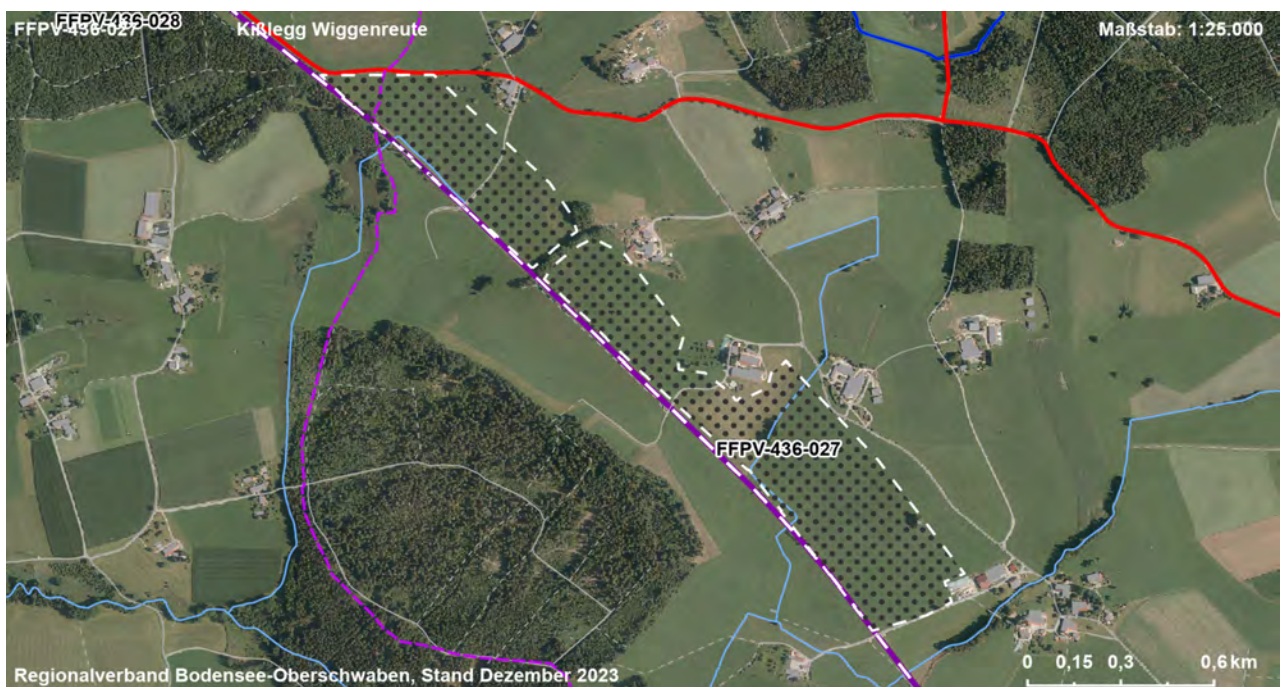 FFPV-436-028
FFPV-436-027
Kißlegg Wiggenreute
Maßstab: 1:25.000
FFPV-436-027
Regionalverband Bodensee-Oberschwaben, Stand Dezember 2023
0 0,15 0,3 0,6 km